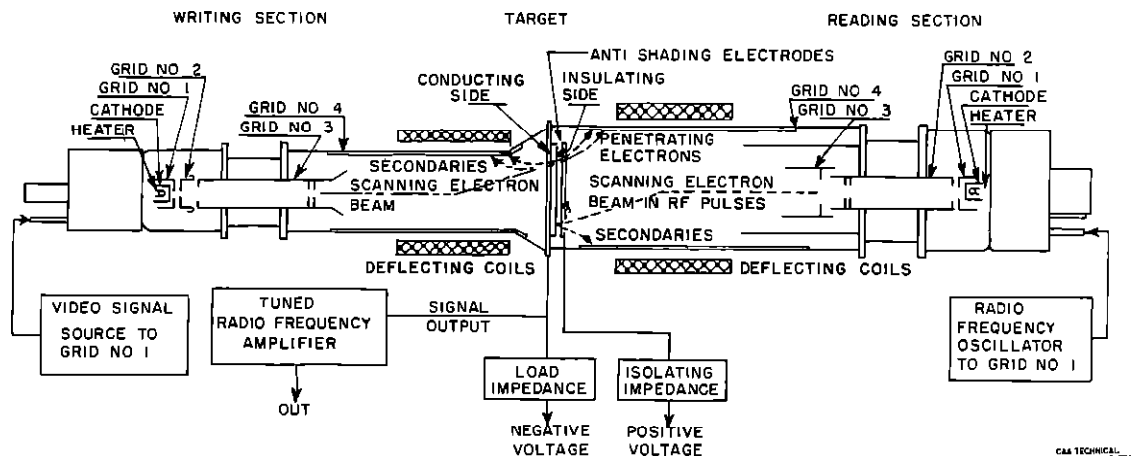 WRITING SECTION
TARGET
READING SECTION
GRID NO 2
GRID NO 1
CATHODE
HEATER
GRID NO 4
GRID NO 3
CONDUCTING
SIDE
ANTI SHADING ELECTRODES
INSULATING
SIDE
GRID NO 4
GRID NO 3
GRID NO 2
GRID NO 1
CATHODE
HEATER
SECONDARIES
SCANNING ELECTRON
BEAM
PENETRATING
ELECTRONS
SCANNING ELECTRON
BEAM IN RF PULSES
SECONDARIES
DEFLECTING COILS
DEFLECTING COILS
VIDEO SIGNAL
SOURCE TO
GRID NO 1
TUNED
RADIO FREQUENCY
AMPLIFIER
OUT
SIGNAL
OUTPUT
LOAD
IMPEDANCE
NEGATIVE
VOLTAGE
ISOLATING
IMPEDANCE
POSITIVE
VOLTAGE
RADIO
FREQUENCY
OSCILLATOR
TO GRID NO 1
CAA TECHNICAL